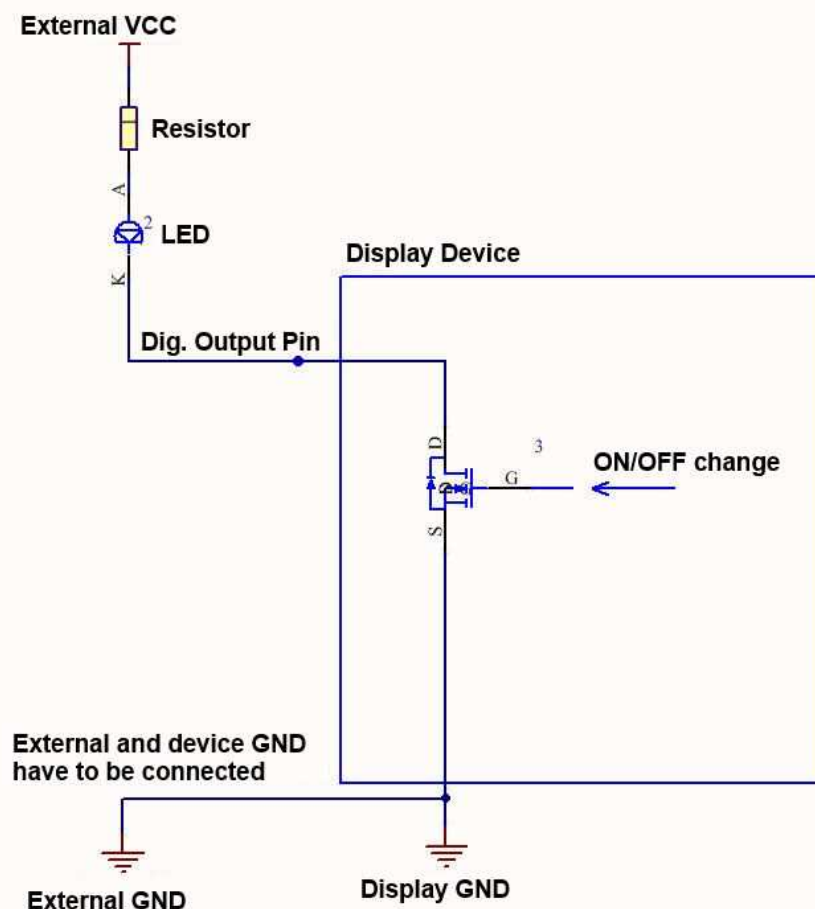 External VCC
Resistor
A
2
LED
K
Display Device
Dig. Output Pin
D
3
ON/OFF change
G
S
External and device GND
have to be connected
External GND
Display GND